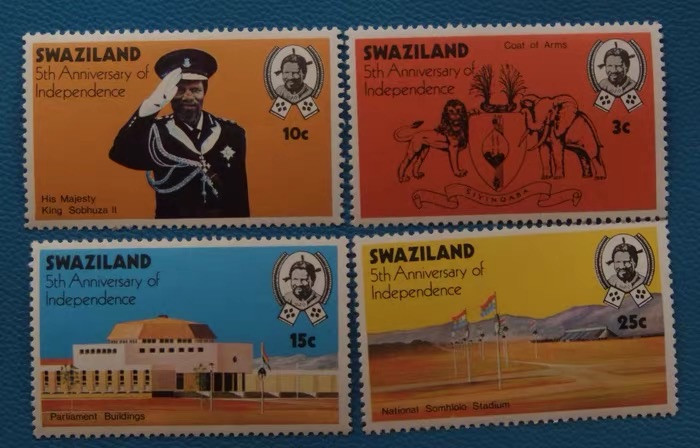 SWAZILAND
5th Anniversary of
Independence
10c
His Majesty
King Sobhuza II
Coat of Arms
SWAZILAND
5th Anniversary of
Independence
3c
SIYINQABA
SWAZILAND
5th Anniversary of
Independence
15c
Parliament Buildings
SWAZILAND
5th Anniversary of
Independence
25c
National Somhlolo Stadium